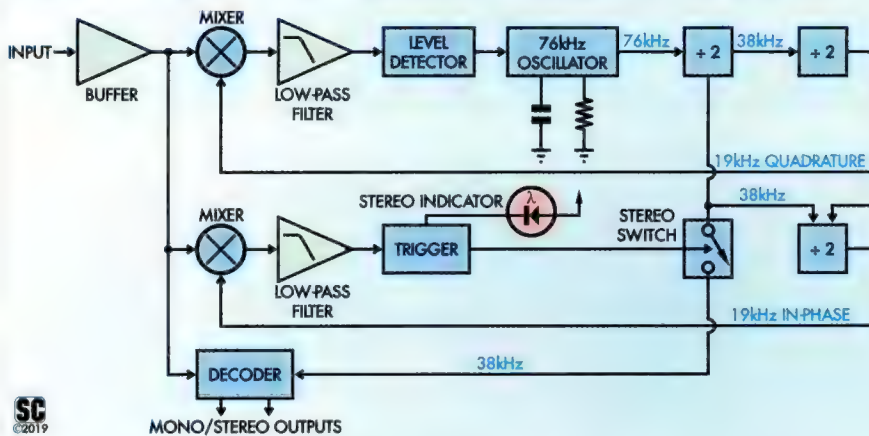 MIXER
INPUT
BUFFER
LOW-PASS
FILTER
LEVEL
DETECTOR
76kHz
OSCILLATOR
76kHz
÷ 2
38kHz
÷ 2
19kHz QUADRATURE
MIXER
LOW-PASS
FILTER
STEREO INDICATOR
λ
TRIGGER
STEREO
SWITCH
38kHz
÷ 2
19kHz IN-PHASE
DECODER
38kHz
MONO/STEREO OUTPUTS
SC
©2019